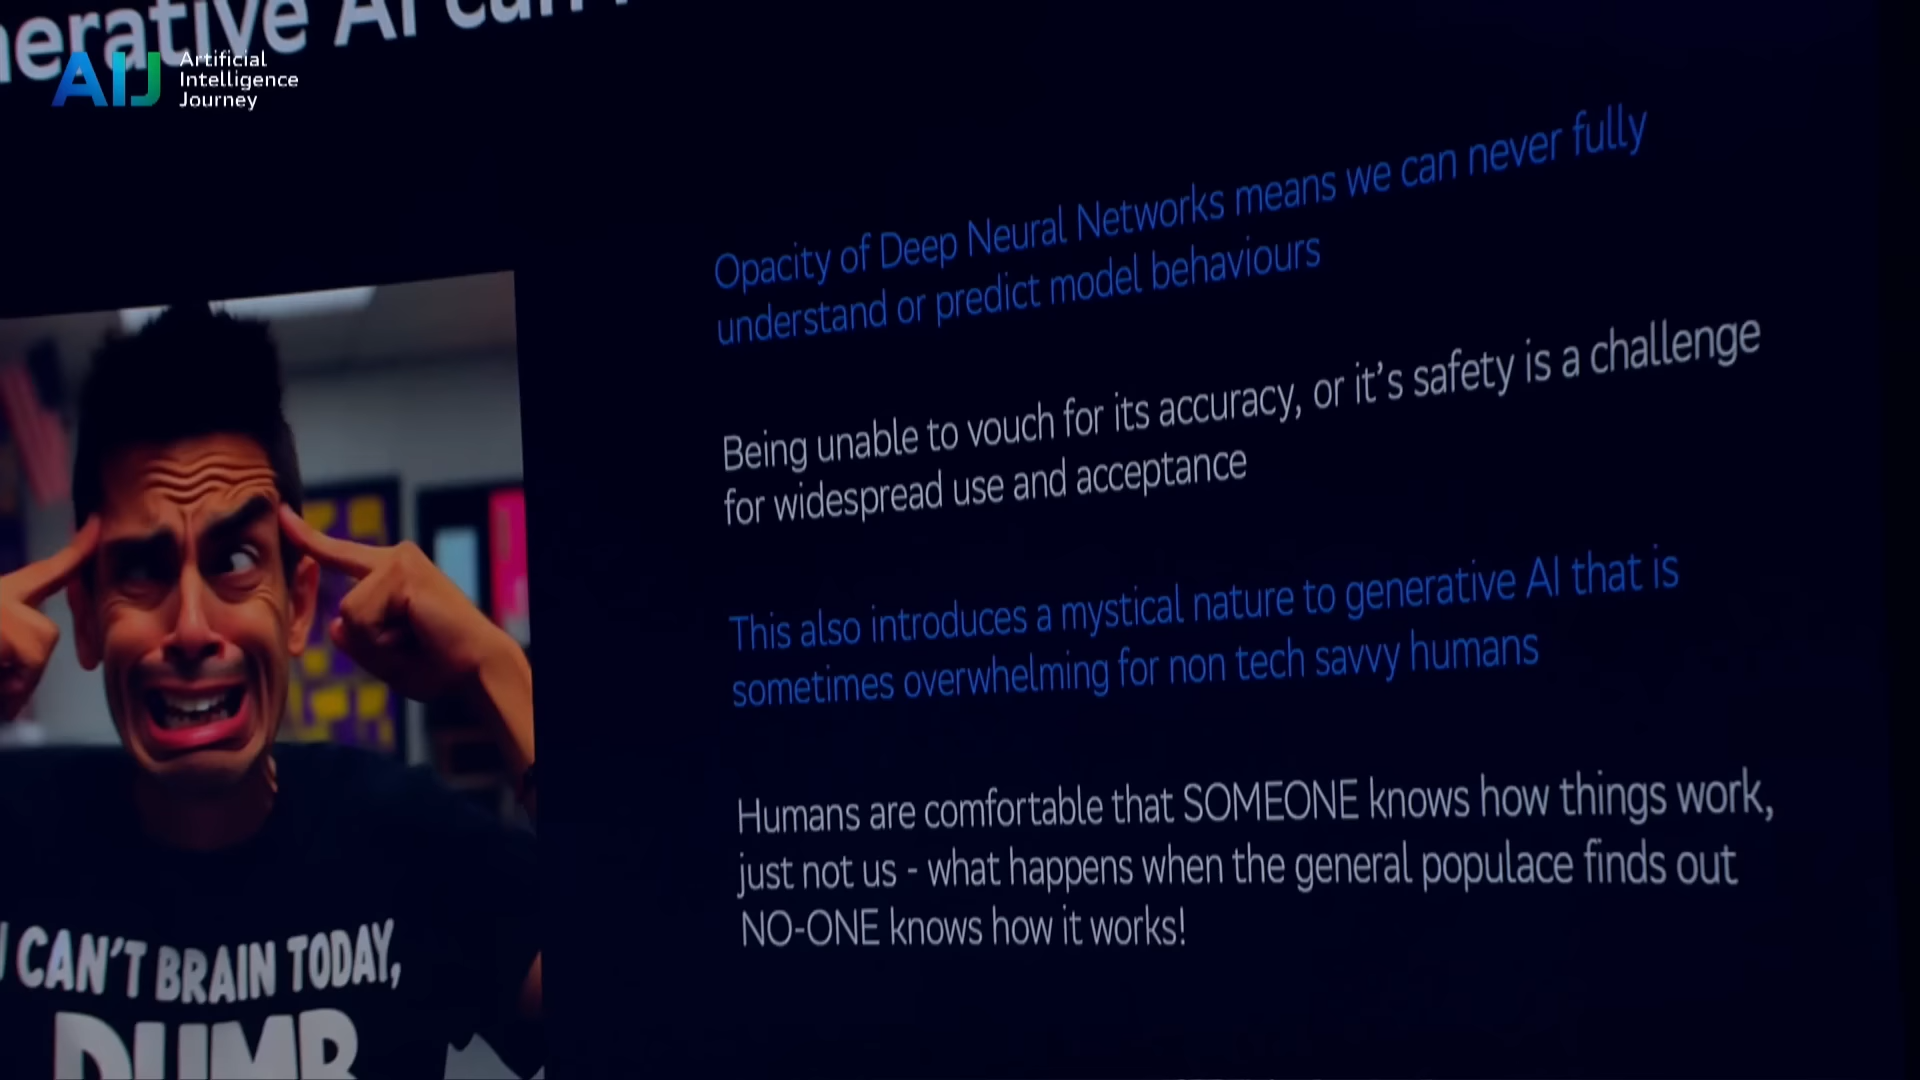 AI
AIJ
Artificial
Intelligence
Journey
Opacity of Deep Neural Networks means we can never fully
understand or predict model behaviours
Being unable to vouch for its accuracy, or it's safety is a challenge
for widespread use and acceptance
This also introduces a mystical nature to generative AI that is
sometimes overwhelming for non tech savvy humans
Humans are comfortable that SOMEONE knows how things work,
just not us - what happens when the general populace finds out
NO-ONE knows how it works!
I CAN'T BRAIN TODAY,
DUMB